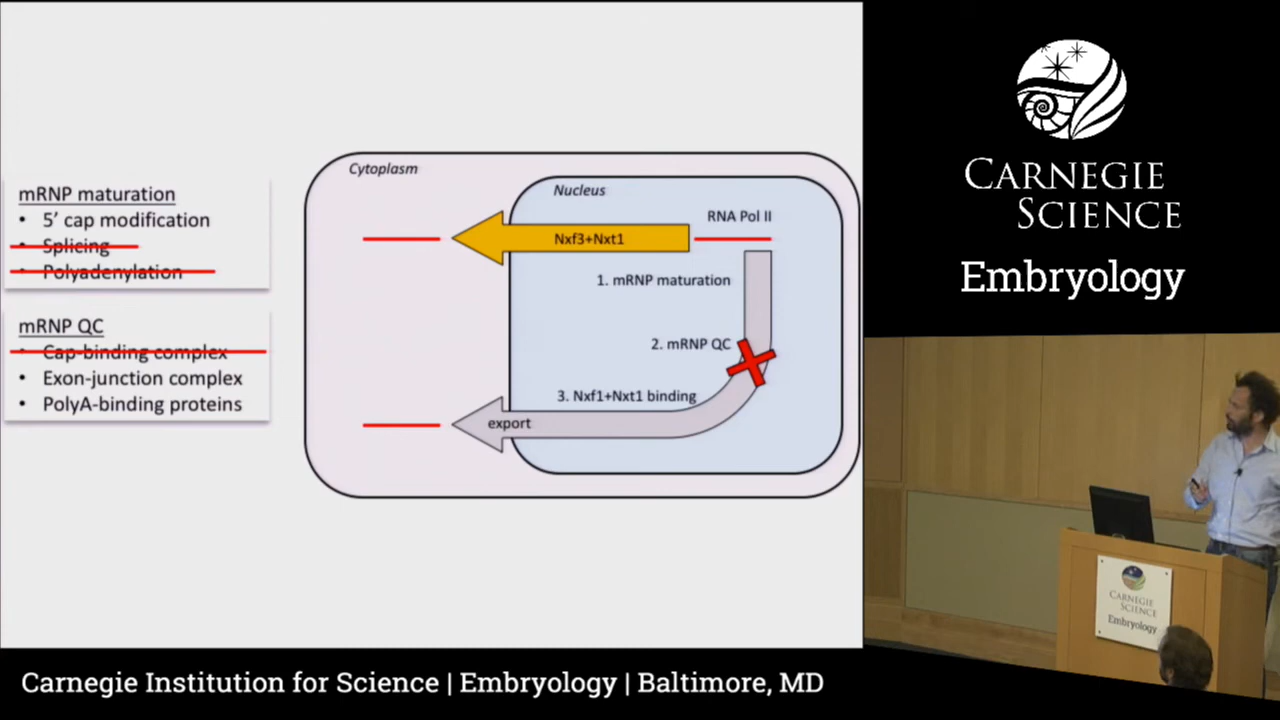 mRNP maturation
• 5’ cap modification
• Splicing
• Polyadenylation
mRNP QC
• Cap-binding complex
• Exon-junction complex
• PolyA-binding proteins
Cytoplasm
Nucleus
RNA Pol II
Nxf3+Nxt1
1. mRNP maturation
2. mRNP QC
3. Nxf1+Nxt1 binding
export
CARNEGIE
SCIENCE
Embryology
CARNEGIE
SCIENCE
Embryology
Carnegie Institution for Science | Embryology | Baltimore, MD